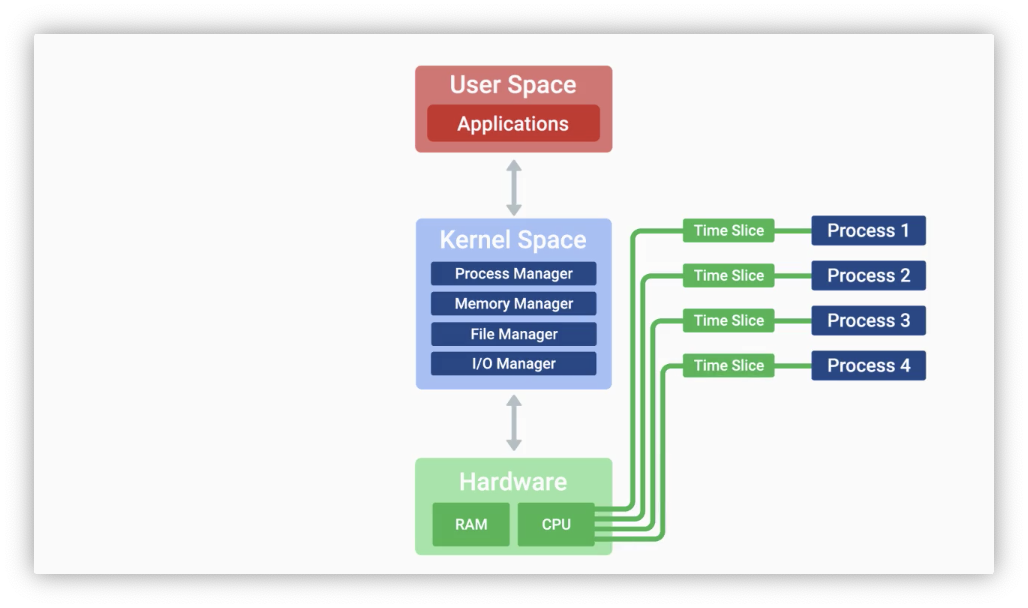 User Space
Applications
Kernel Space
Process Manager
Memory Manager
File Manager
I/O Manager
Hardware
RAM
CPU
Time Slice
Process 1
Time Slice
Process 2
Time Slice
Process 3
Time Slice
Process 4